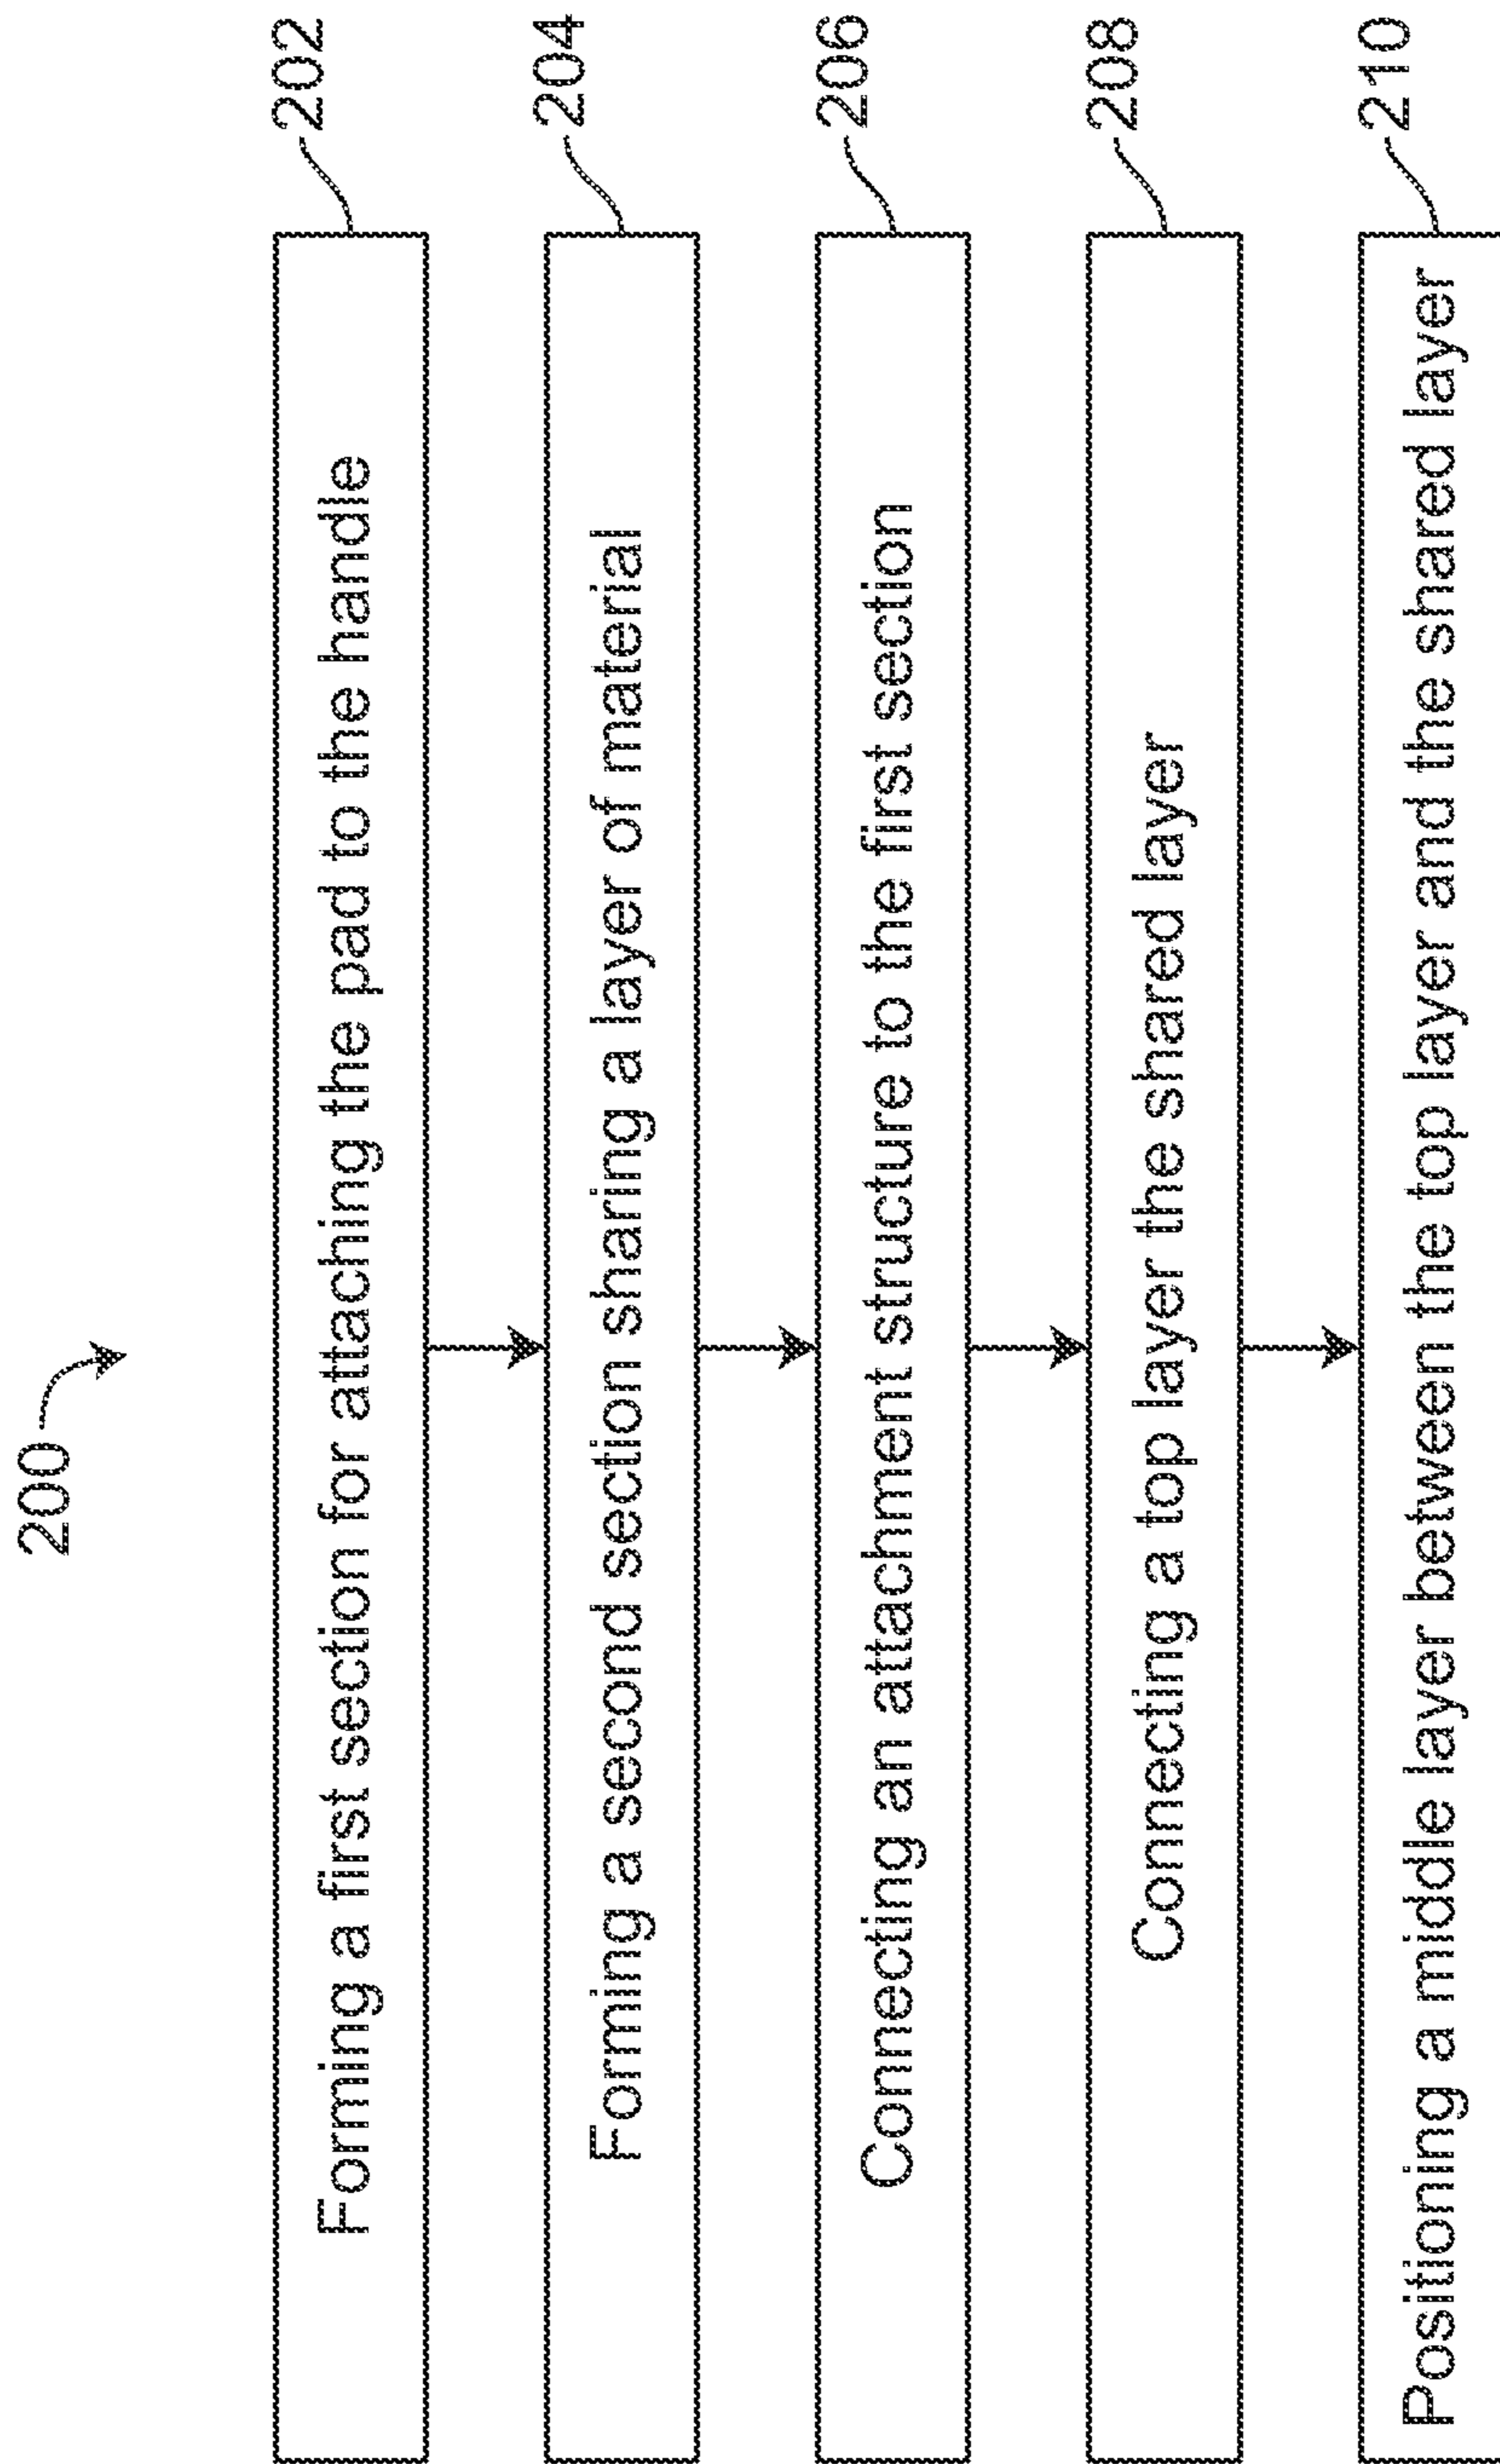 200
Forming a first section for attaching the pad to the handle
202
Forming a second section sharing a layer of material
204
Connecting an attachment structure to the first section
206
Connecting a top layer the shared layer
208
Positioning a middle layer between the top layer and the shared layer
210